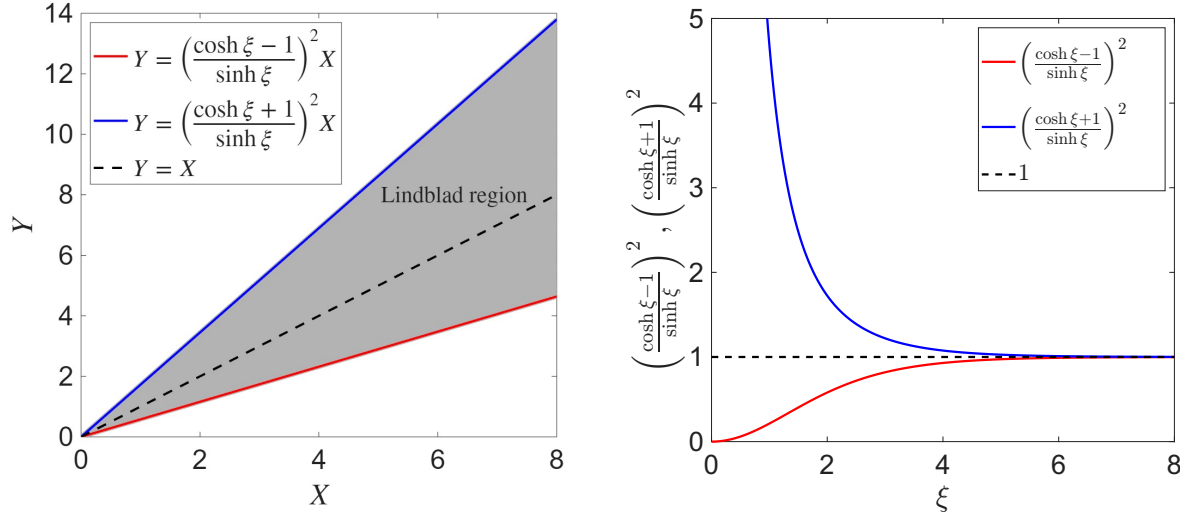 14
12
10
8
6
4
2
0
Y
Y = ((cosh ξ − 1)/(sinh ξ))² X
Y = ((cosh ξ + 1)/(sinh ξ))² X
Y = X
Lindblad region
0 2 4 6 8
X
5
4
3
2
1
0
((cosh ξ−1)/(sinh ξ))² , ((cosh ξ+1)/(sinh ξ))²
((cosh ξ−1)/(sinh ξ))²
((cosh ξ+1)/(sinh ξ))²
1
0 2 4 6 8
ξ